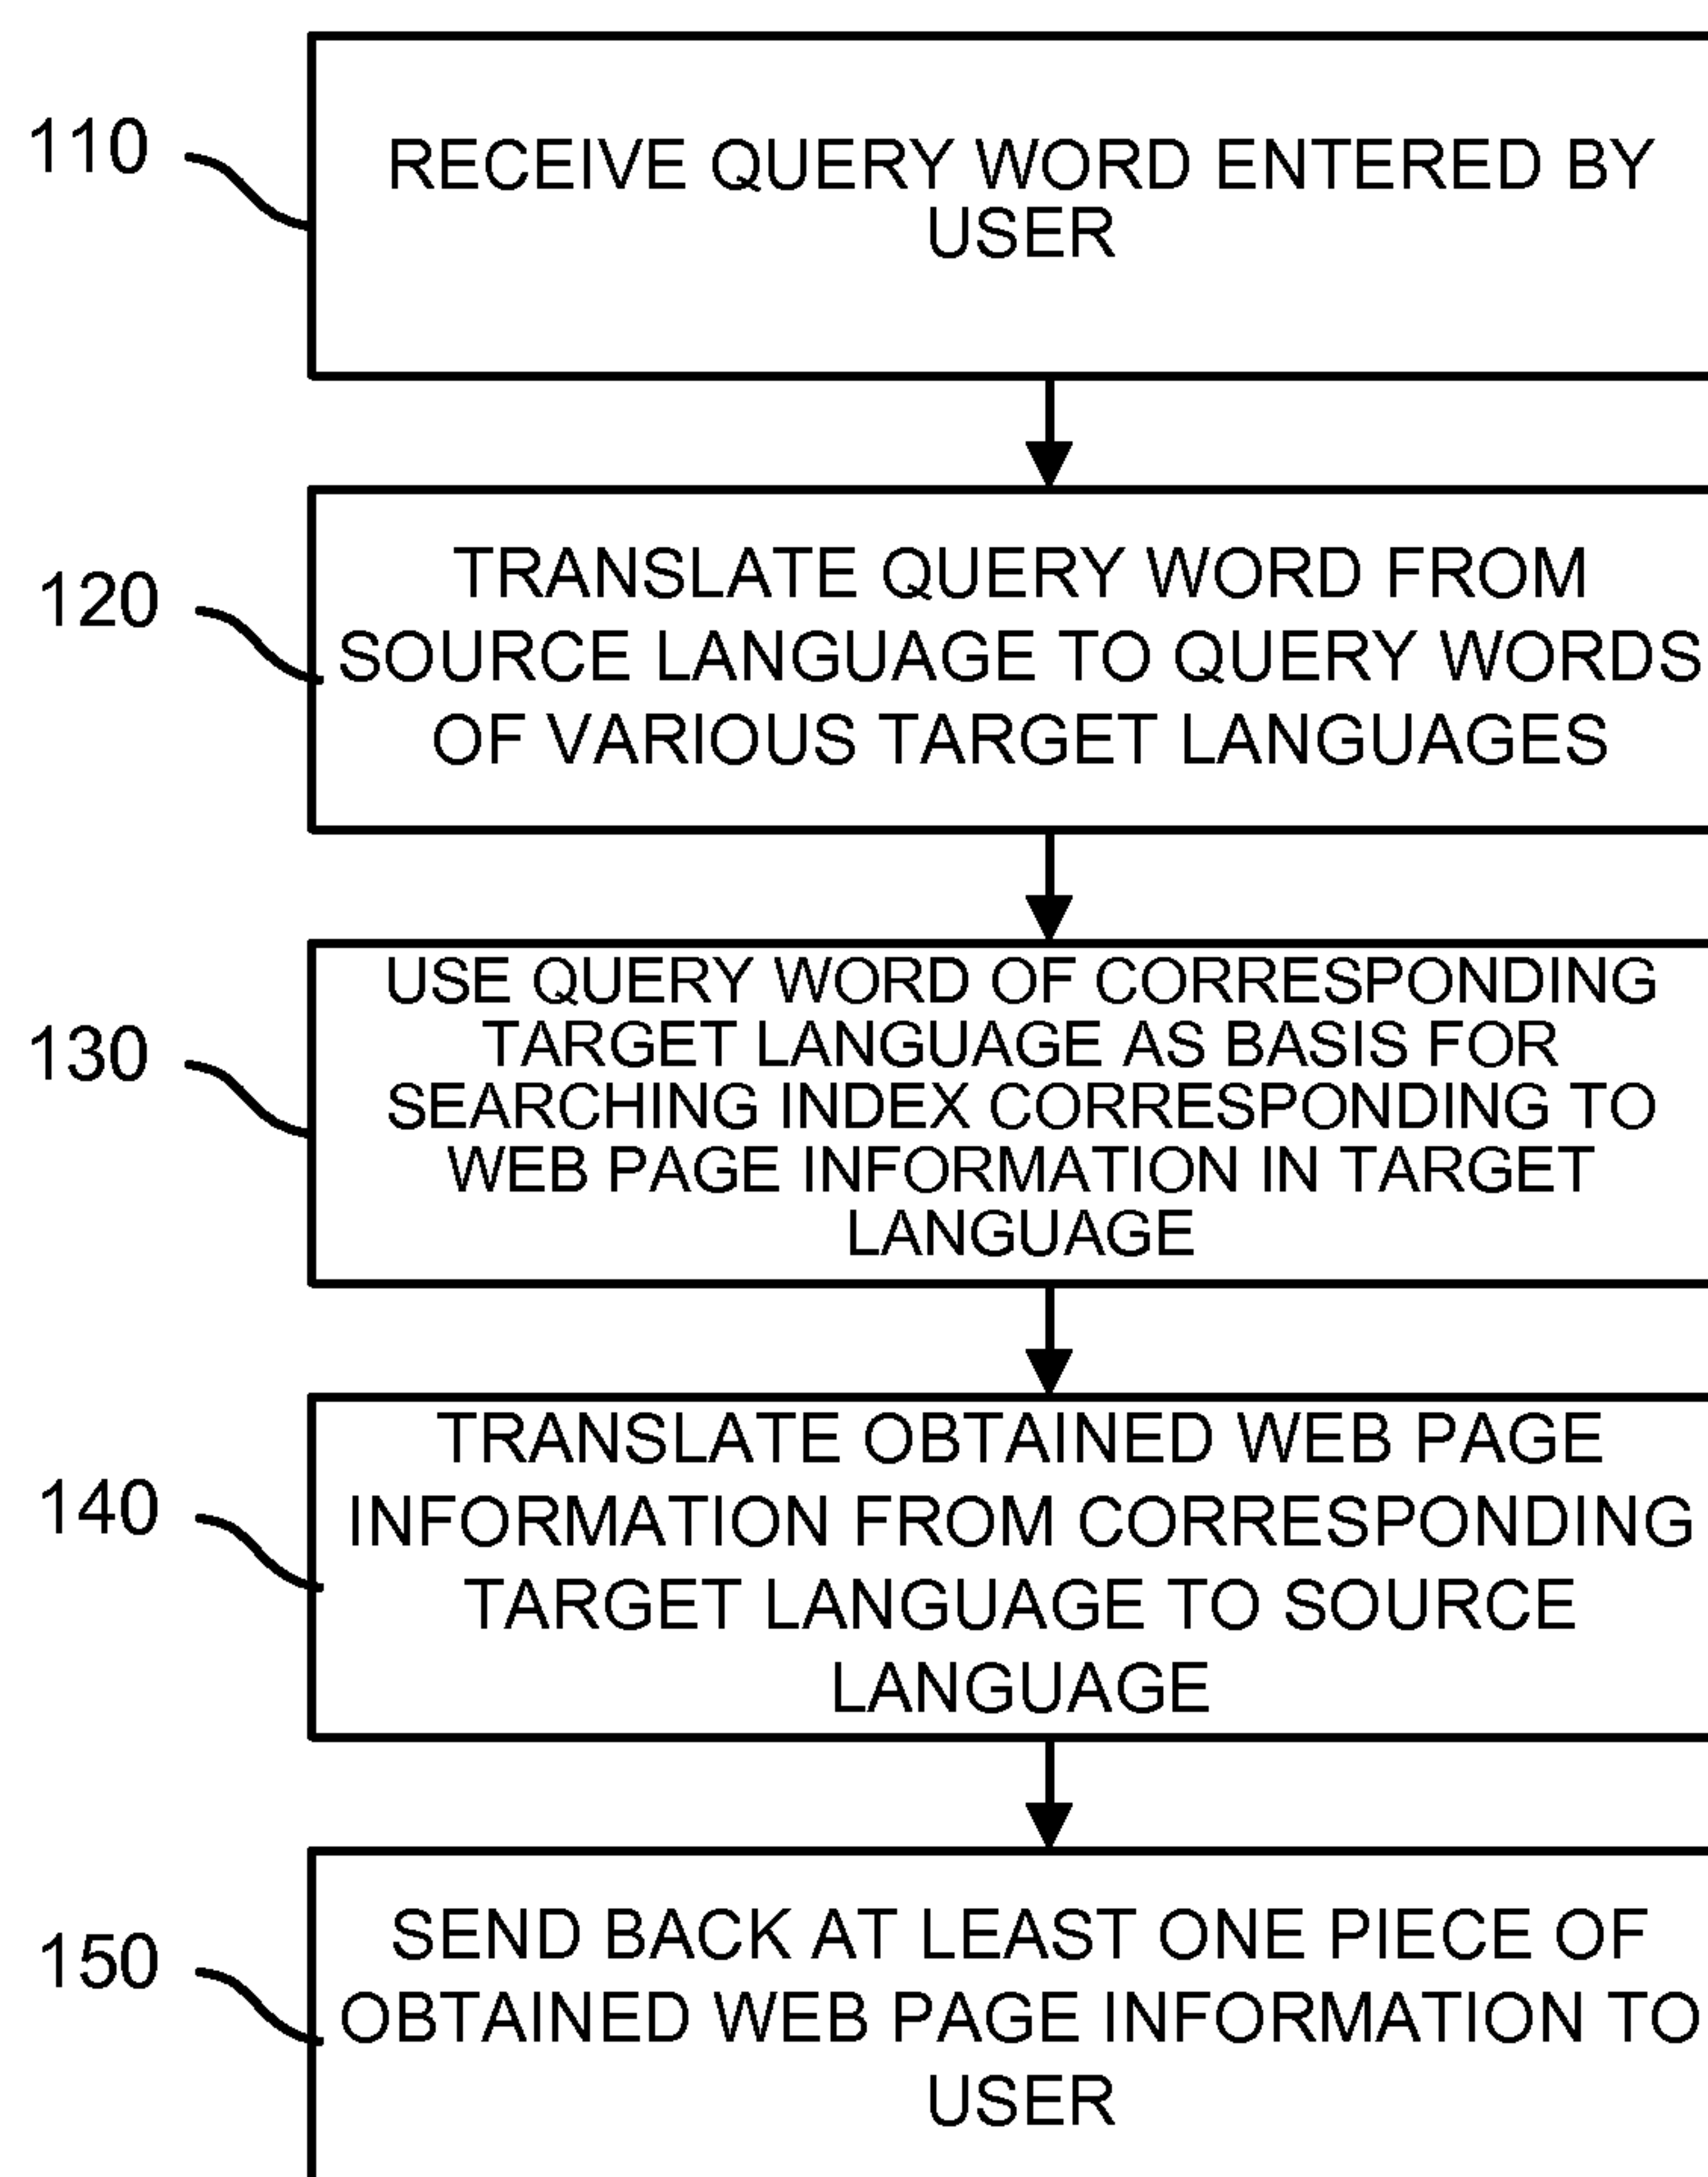 110
RECEIVE QUERY WORD ENTERED BY
USER
120
TRANSLATE QUERY WORD FROM
SOURCE LANGUAGE TO QUERY WORDS
OF VARIOUS TARGET LANGUAGES
130
USE QUERY WORD OF CORRESPONDING
TARGET LANGUAGE AS BASIS FOR
SEARCHING INDEX CORRESPONDING TO
WEB PAGE INFORMATION IN TARGET
LANGUAGE
140
TRANSLATE OBTAINED WEB PAGE
INFORMATION FROM CORRESPONDING
TARGET LANGUAGE TO SOURCE
LANGUAGE
150
SEND BACK AT LEAST ONE PIECE OF
OBTAINED WEB PAGE INFORMATION TO
USER